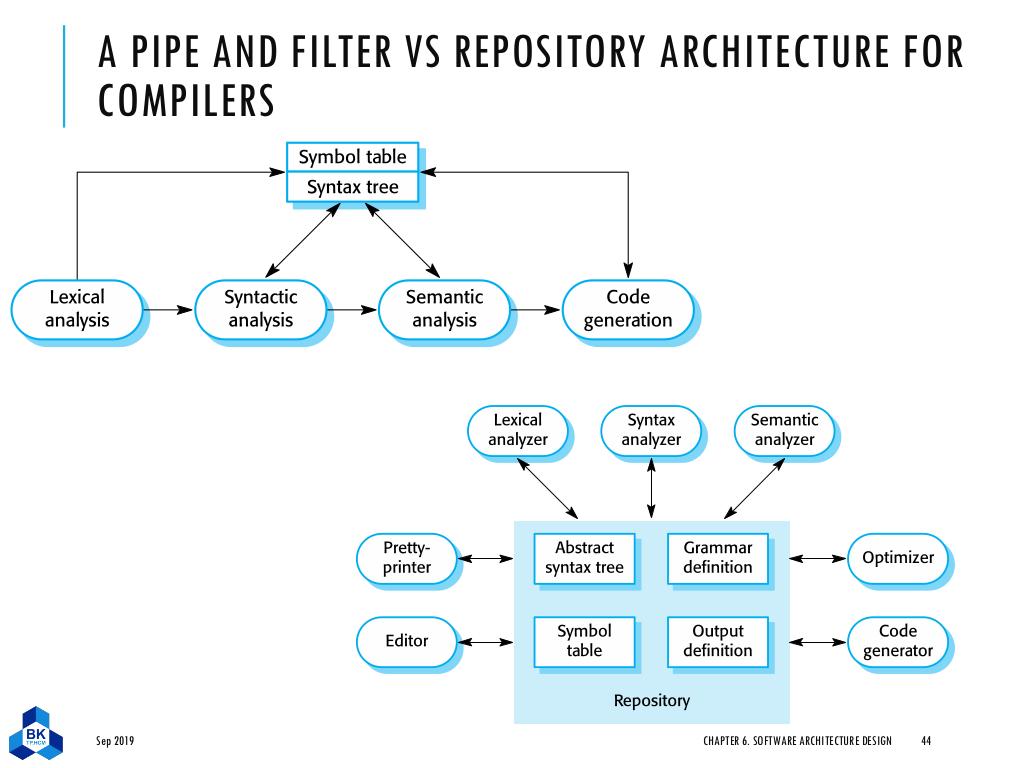 A PIPE AND FILTER VS REPOSITORY ARCHITECTURE FOR
COMPILERS
Symbol table
Syntax tree
Lexical
analysis
Syntactic
analysis
Semantic
analysis
Code
generation
Lexical
analyzer
Syntax
analyzer
Semantic
analyzer
Pretty-
printer
Abstract
syntax tree
Grammar
definition
Optimizer
Editor
Symbol
table
Output
definition
Code
generator
Repository
BK
TP.HCM
Sep 2019
CHAPTER 6. SOFTWARE ARCHITECTURE DESIGN
44